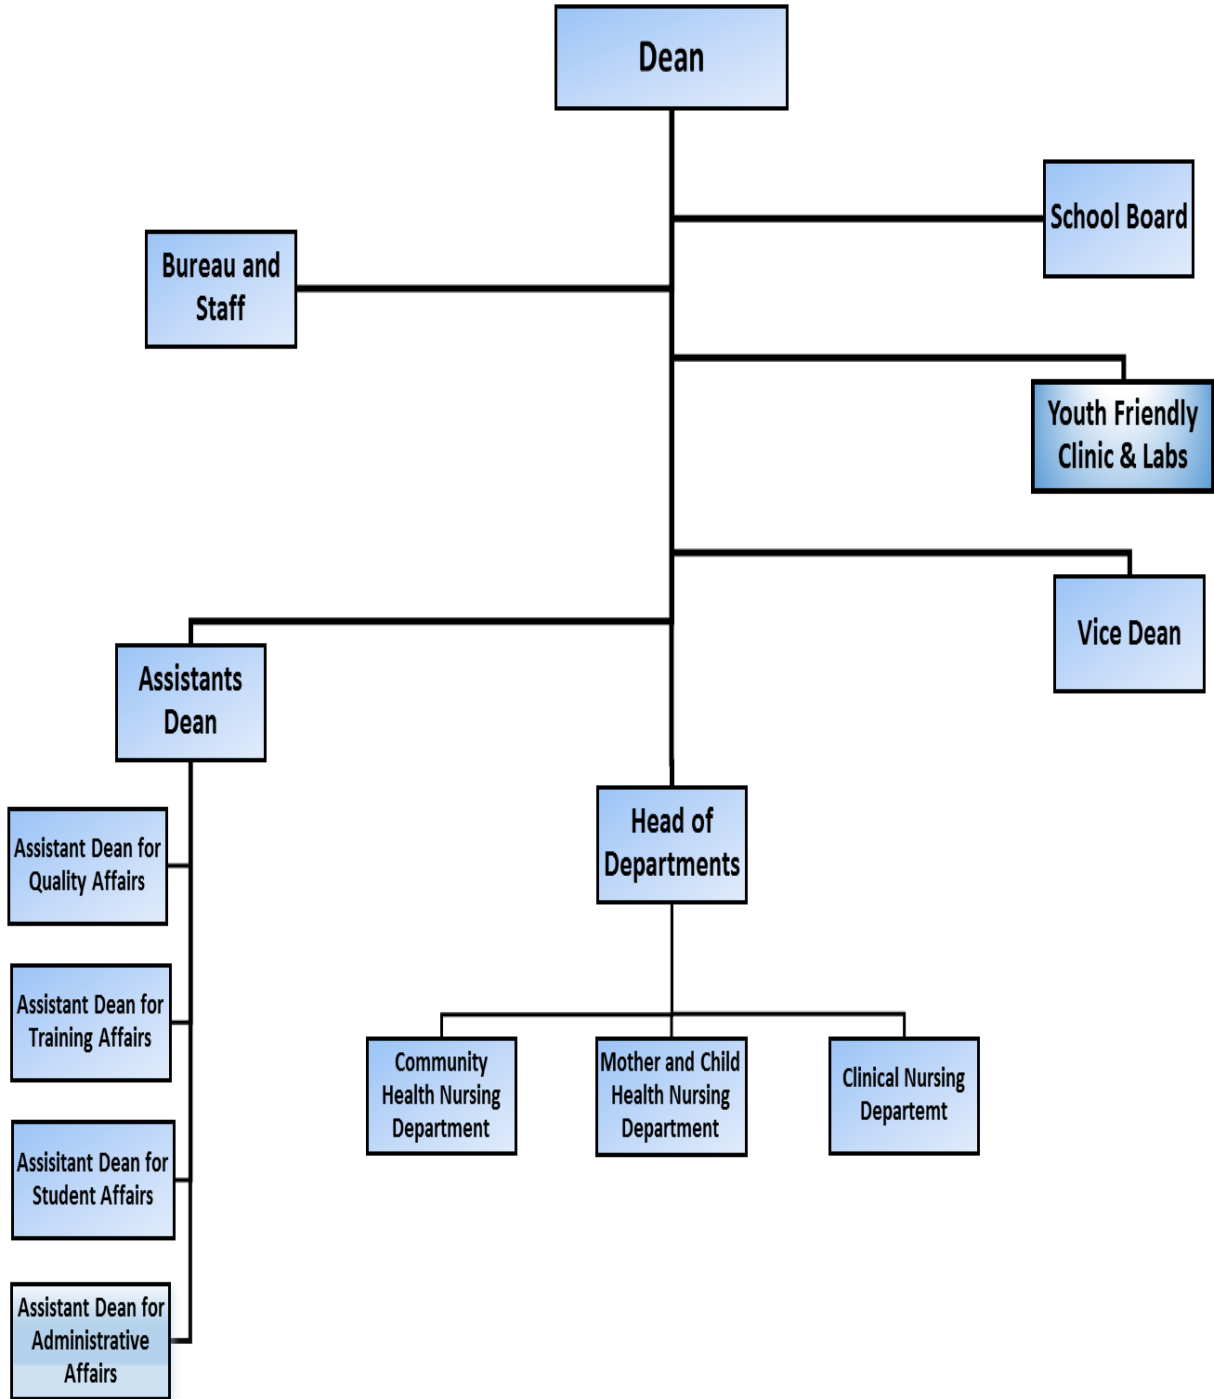 Dean
School Board
Bureau and
Staff
Youth Friendly
Clinic & Labs
Vice Dean
Assistants
Dean
Head of
Departments
Assistant Dean for
Quality Affairs
Assistant Dean for
Training Affairs
Assisitant Dean for
Student Affairs
Assistant Dean for
Administrative
Affairs
Community
Health Nursing
Department
Mother and Child
Health Nursing
Department
Clinical Nursing
Departemt